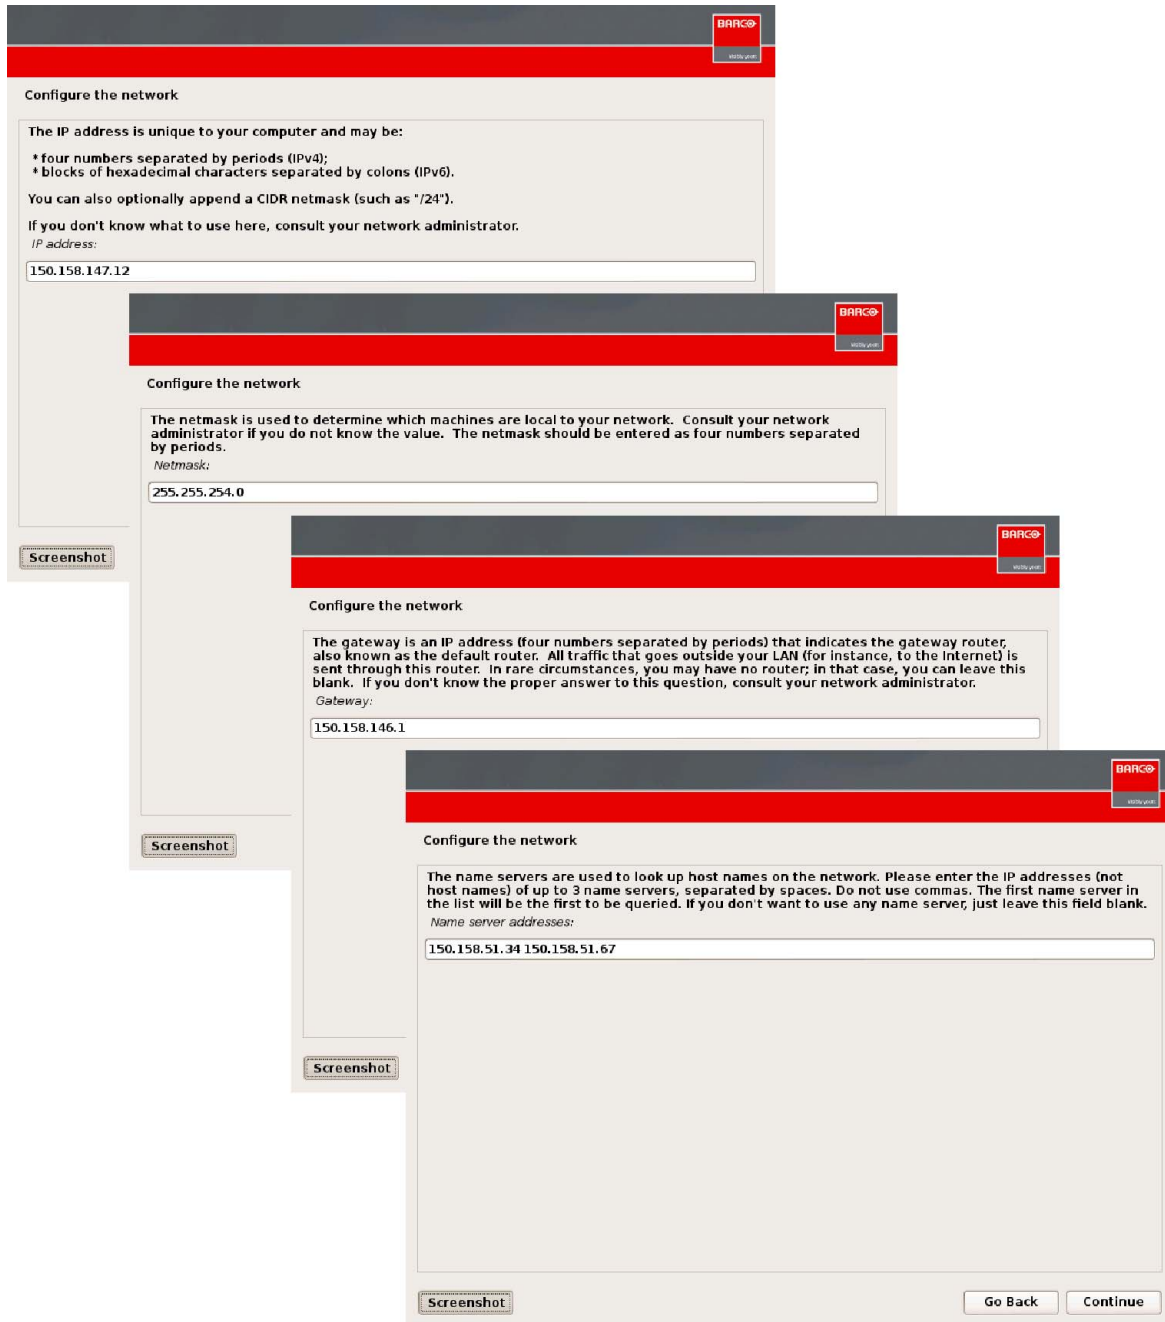 BARCO
Visibly yours
Configure the network
The IP address is unique to your computer and may be:
* four numbers separated by periods (IPv4);
* blocks of hexadecimal characters separated by colons (IPv6).
You can also optionally append a CIDR netmask (such as "/24").
If you don't know what to use here, consult your network administrator.
IP address:
150.158.147.12
Screenshot
BARCO
Visibly yours
Configure the network
The netmask is used to determine which machines are local to your network.  Consult your network
administrator if you do not know the value.  The netmask should be entered as four numbers separated
by periods.
Netmask:
255.255.254.0
Screenshot
BARCO
Visibly yours
Configure the network
The gateway is an IP address (four numbers separated by periods) that indicates the gateway router,
also known as the default router.  All traffic that goes outside your LAN (for instance, to the Internet) is
sent through this router.  In rare circumstances, you may have no router; in that case, you can leave this
blank.  If you don't know the proper answer to this question, consult your network administrator.
Gateway:
150.158.146.1
Screenshot
BARCO
Visibly yours
Configure the network
The name servers are used to look up host names on the network. Please enter the IP addresses (not
host names) of up to 3 name servers, separated by spaces. Do not use commas. The first name server in
the list will be the first to be queried. If you don't want to use any name server, just leave this field blank.
Name server addresses:
150.158.51.34 150.158.51.67
Screenshot
Go Back
Continue